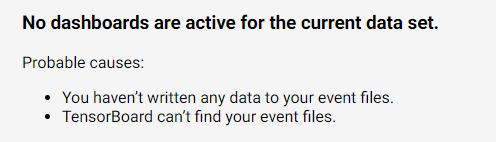 No dashboards are active for the current data set.
Probable causes:
• You haven’t written any data to your event files.
• TensorBoard can’t find your event files.